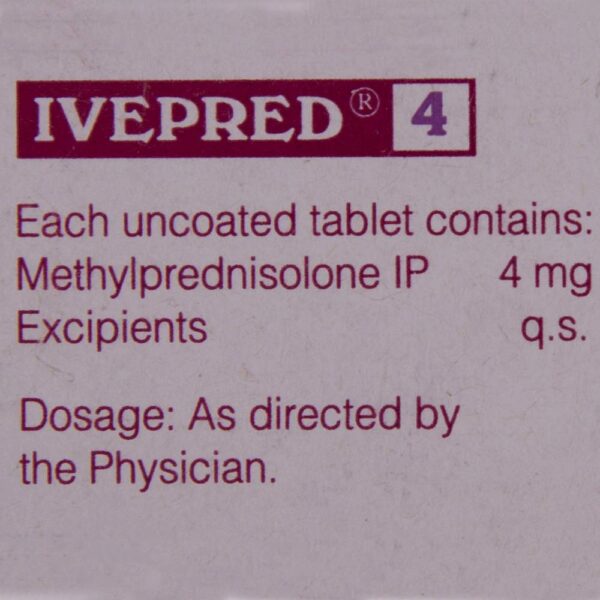 IVEPRED® 4
Each uncoated tablet contains:
Methylprednisolone IP 4 mg
Excipients q.s.
Dosage: As directed by
the Physician.